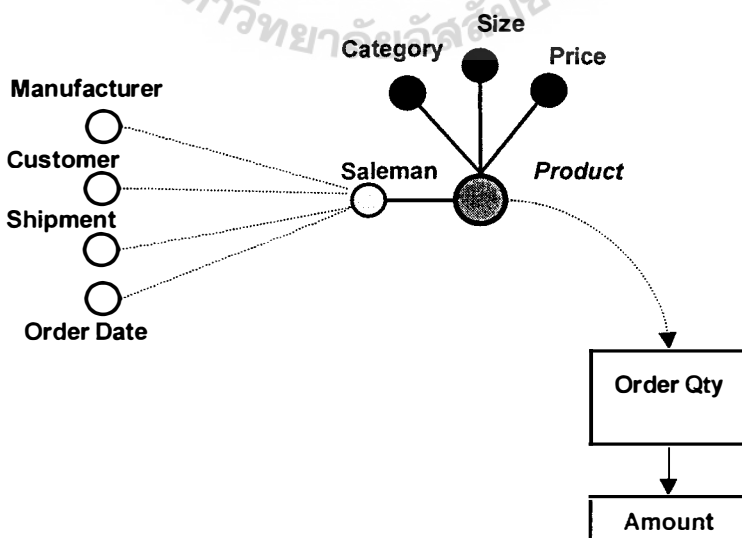 Size
Category
Price
Manufacturer
Customer
Saleman
Product
Shipment
Order Date
Order Qty
Amount